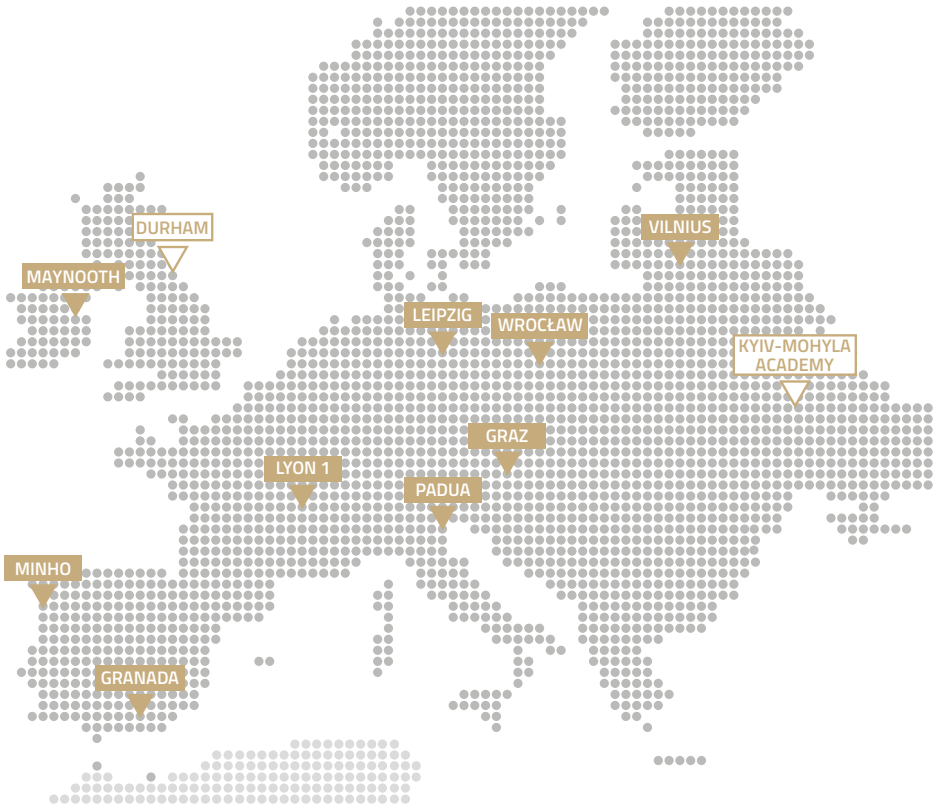 DURHAM
VILNIUS
MAYNOOTH
LEIPZIG
WROCŁAW
KYIV-MOHYLA
ACADEMY
GRAZ
LYON 1
PADUA
MINHO
GRANADA